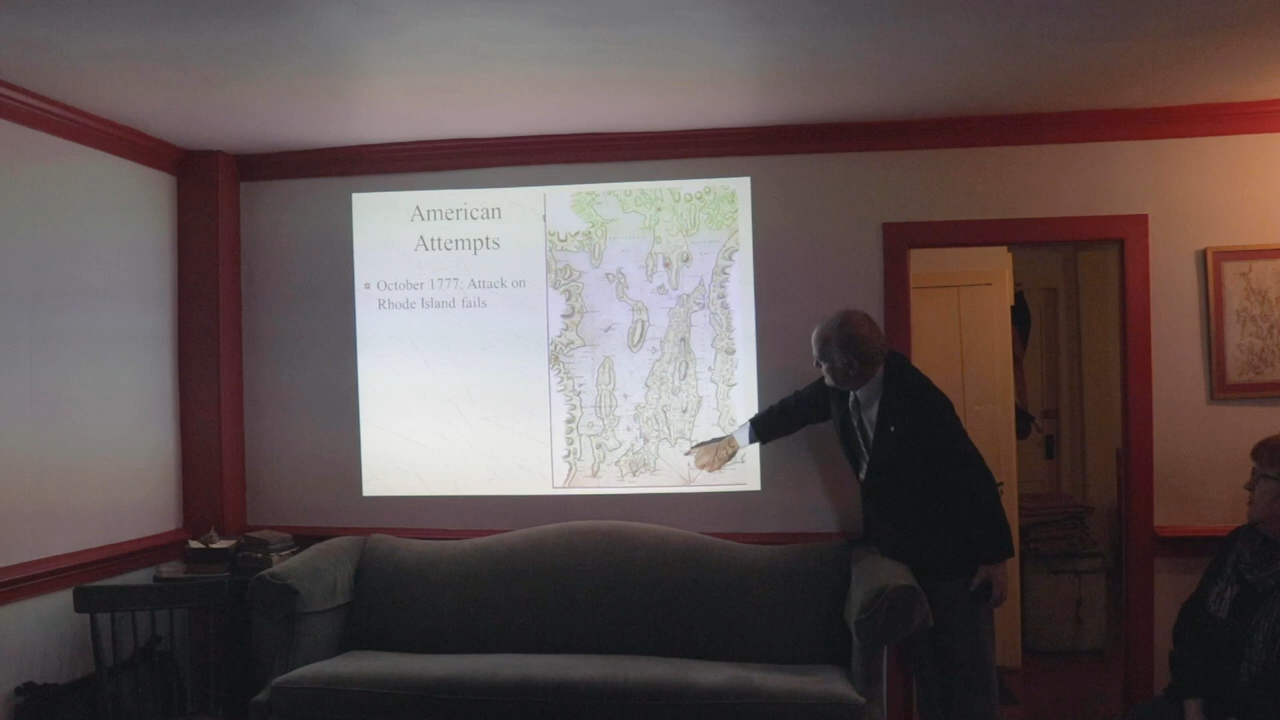 American
Attempts
¤ October 1777: Attack on
Rhode Island fails